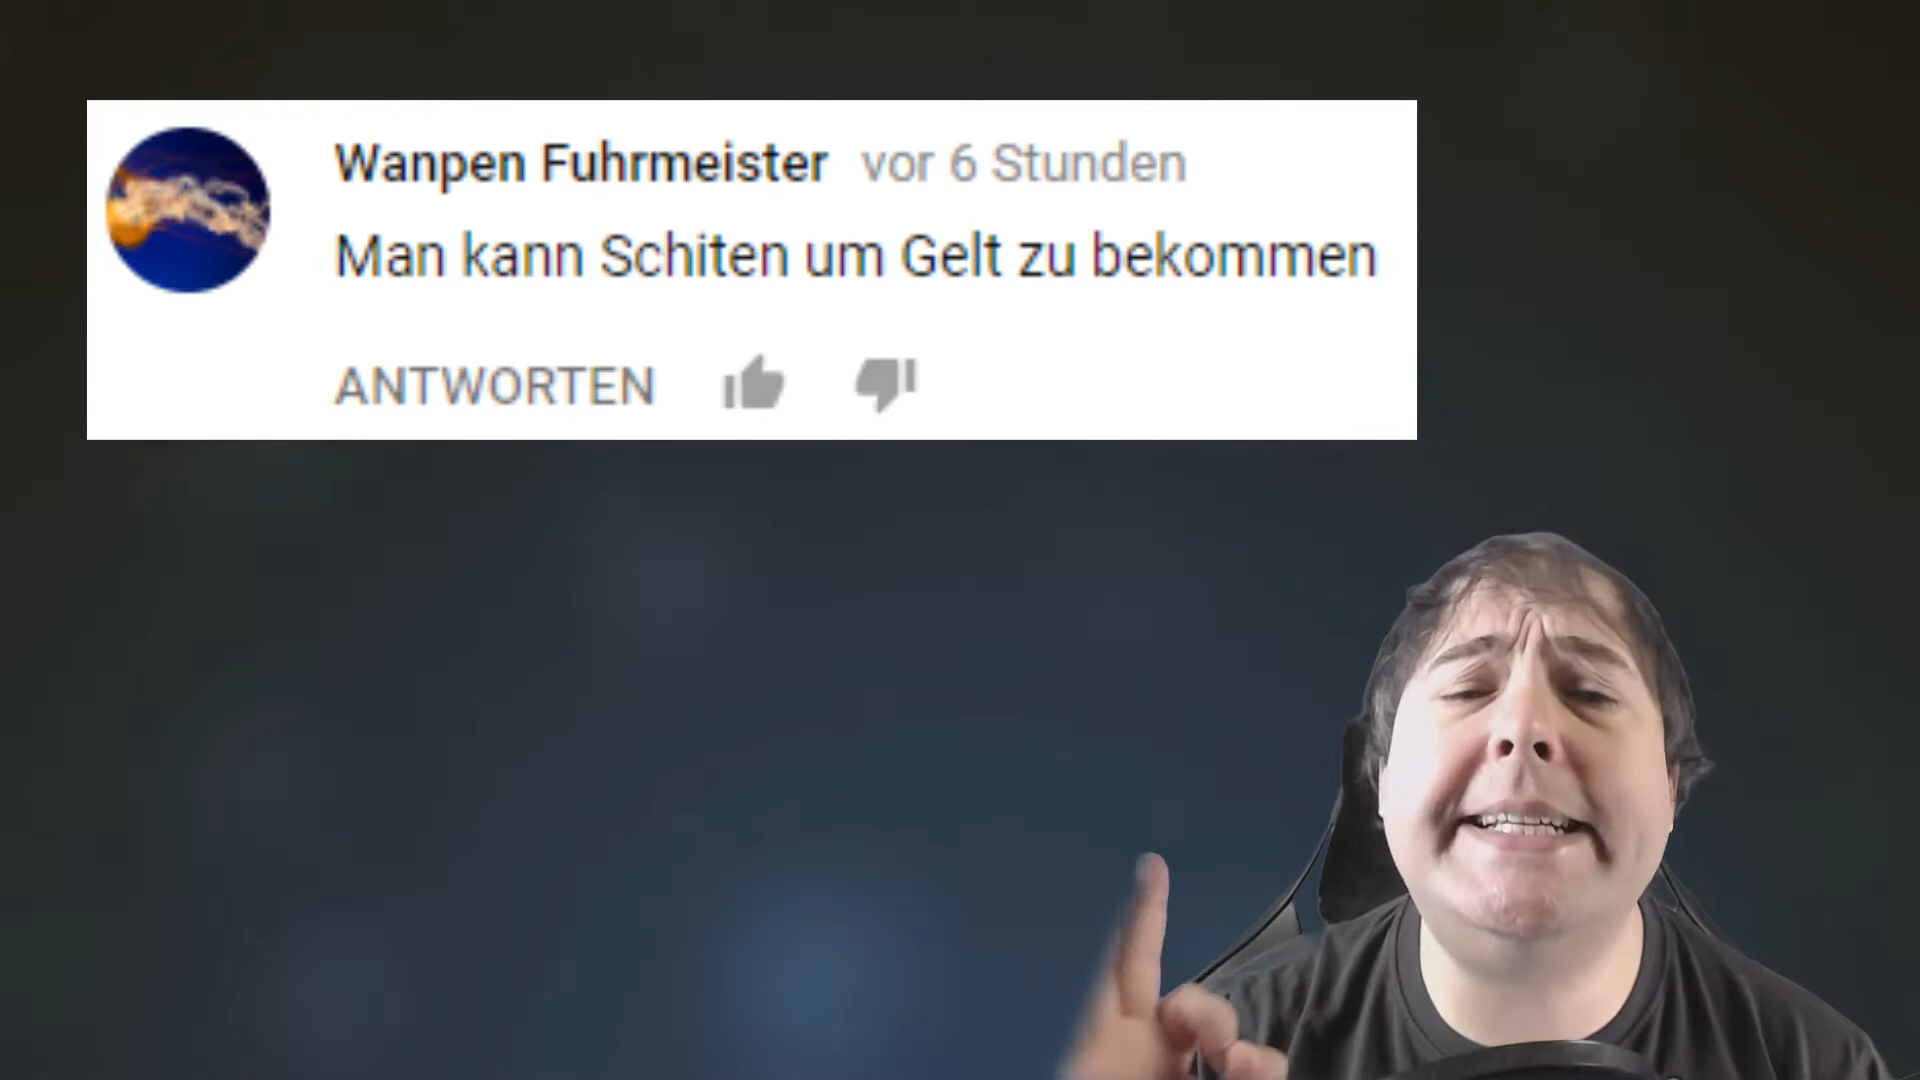 Wanpen Fuhrmeister vor 6 Stunden
Man kann Schiten um Gelt zu bekommen
ANTWORTEN